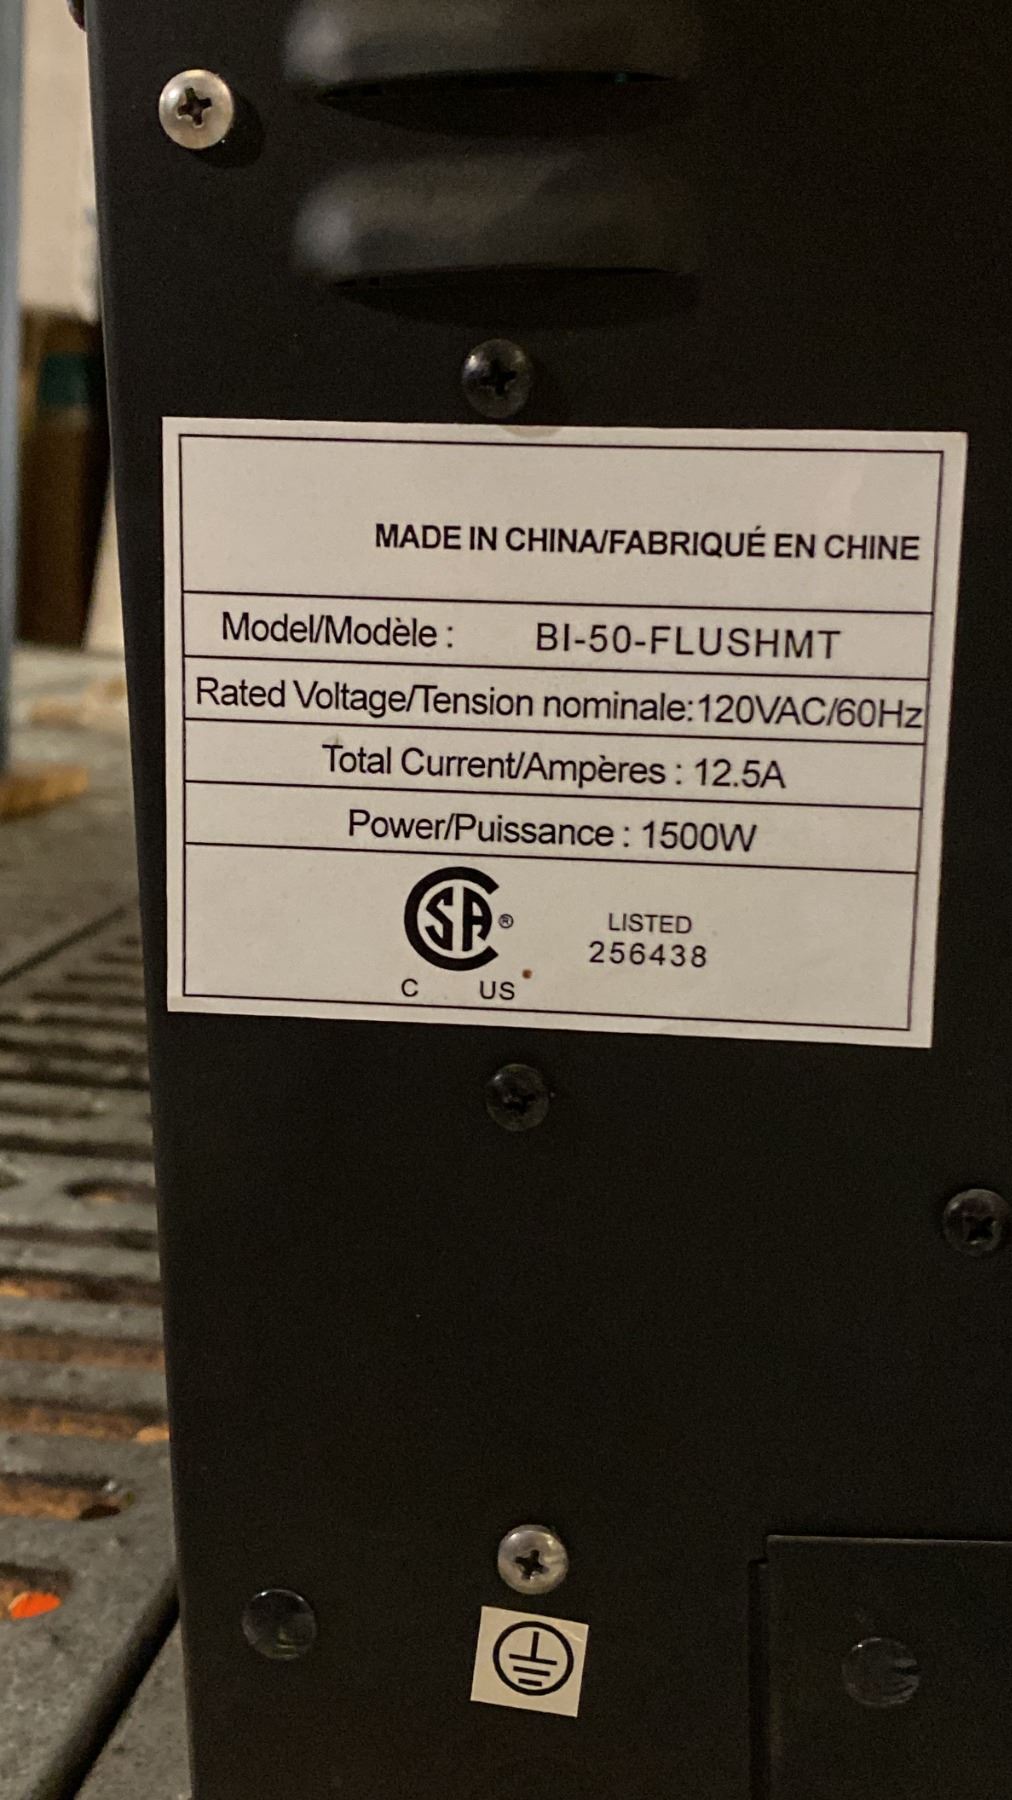 MADE IN CHINA/FABRIQUÉ EN CHINE
Model/Modèle : BI-50-FLUSHMT
Rated Voltage/Tension nominale:120VAC/60Hz
Total Current/Ampères : 12.5A
Power/Puissance : 1500W
CSA®
C US
LISTED
256438